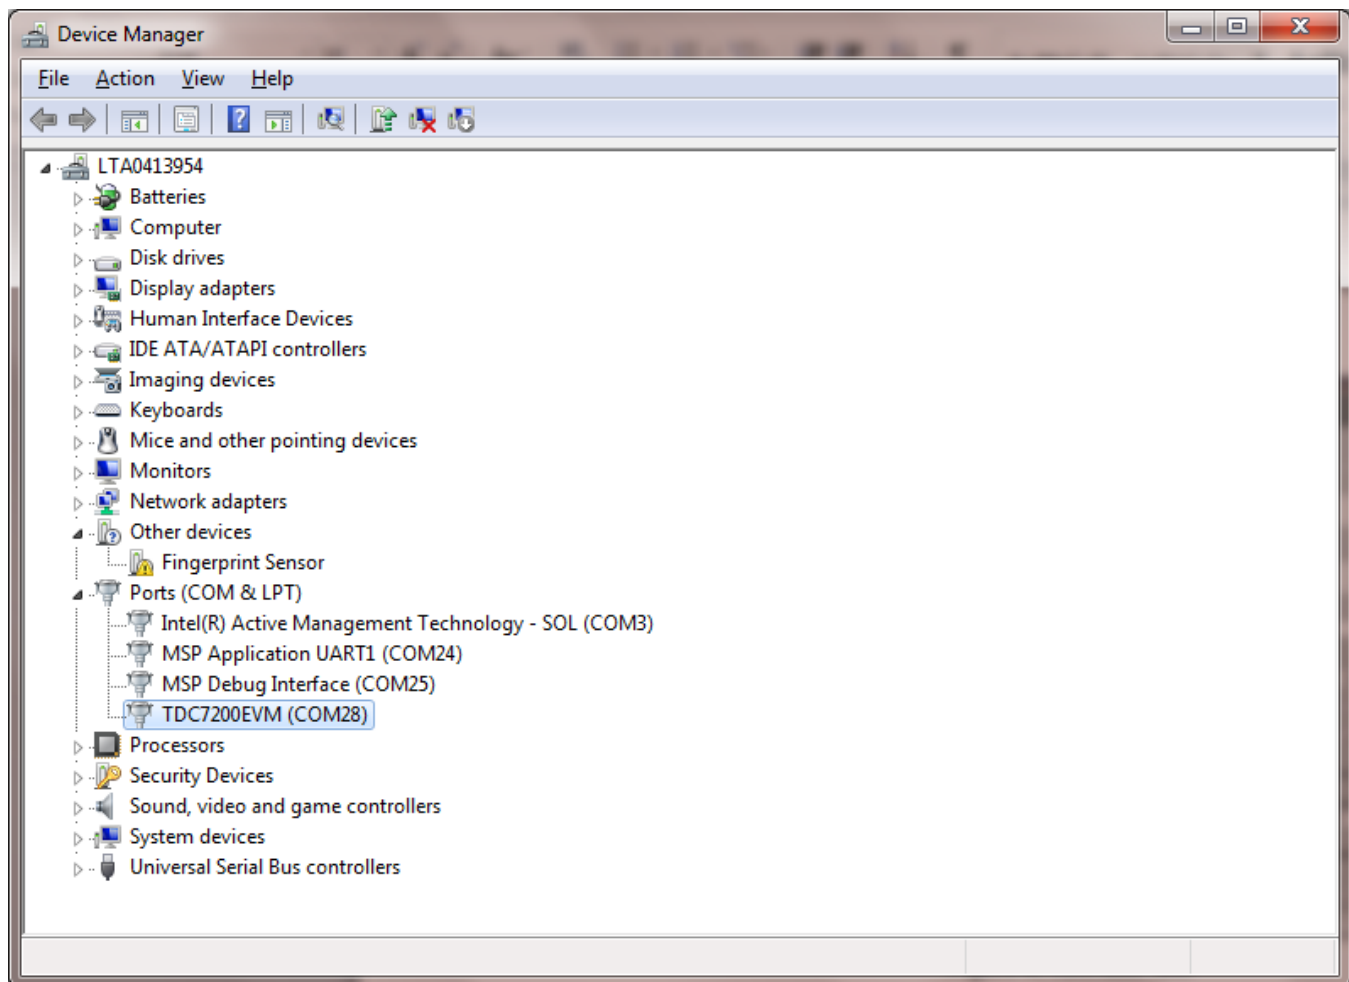 Device Manager
File Action View Help
LTA0413954
Batteries
Computer
Disk drives
Display adapters
Human Interface Devices
IDE ATA/ATAPI controllers
Imaging devices
Keyboards
Mice and other pointing devices
Monitors
Network adapters
Other devices
Fingerprint Sensor
Ports (COM & LPT)
Intel(R) Active Management Technology - SOL (COM3)
MSP Application UART1 (COM24)
MSP Debug Interface (COM25)
TDC7200EVM (COM28)
Processors
Security Devices
Sound, video and game controllers
System devices
Universal Serial Bus controllers